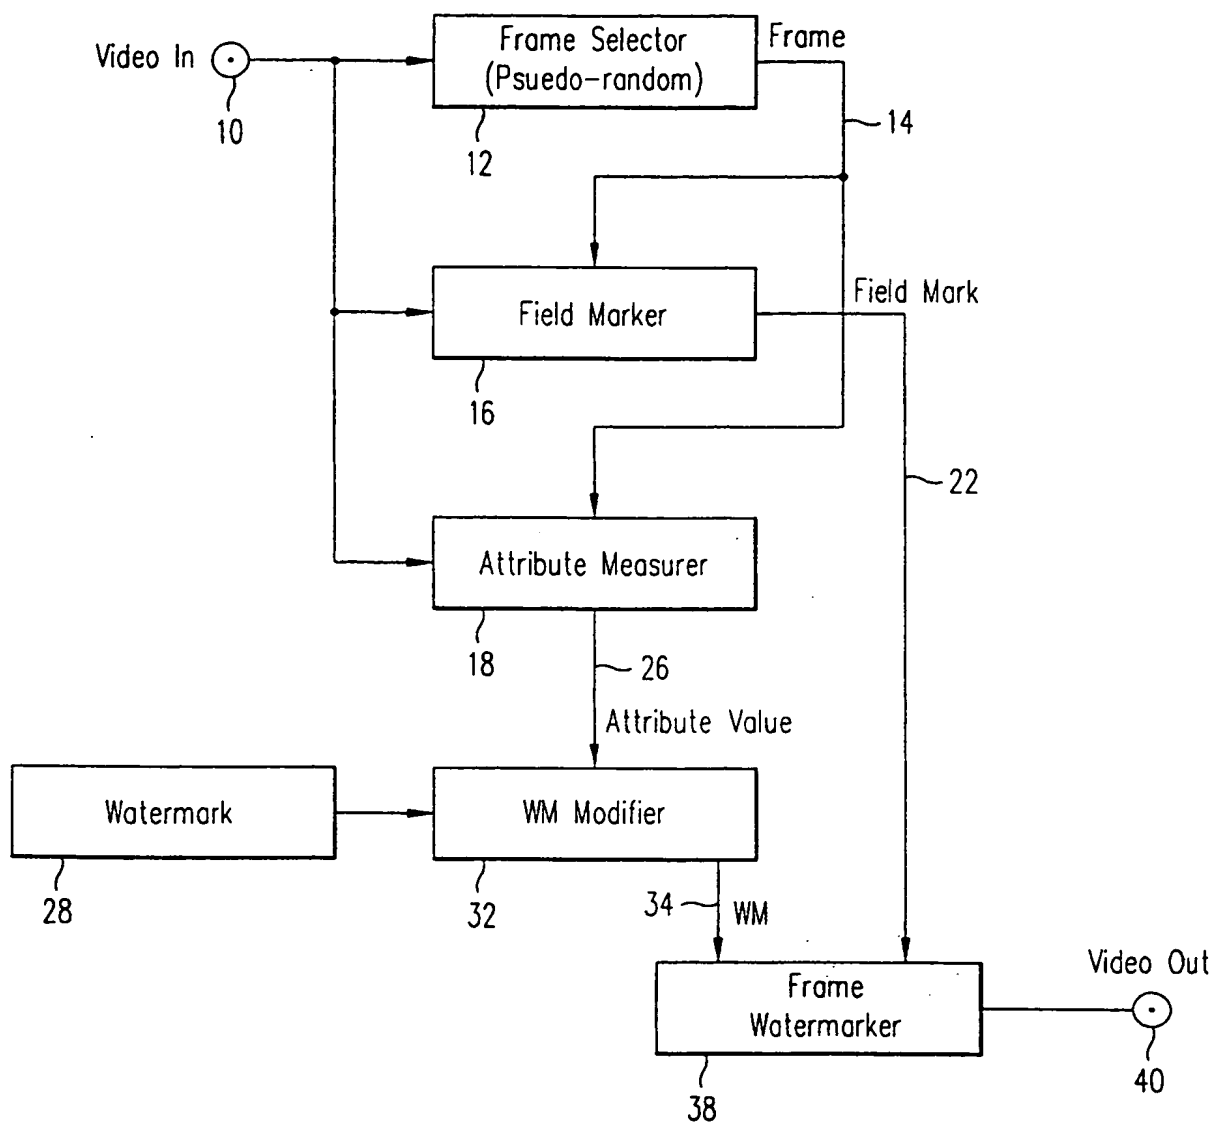 Video In
10
Frame Selector
(Psuedo-random)
12
Frame
14
Field Marker
16
Field Mark
22
Attribute Measurer
18
26
Attribute Value
Watermark
28
WM Modifier
32
34
WM
Frame
Watermarker
38
Video Out
40